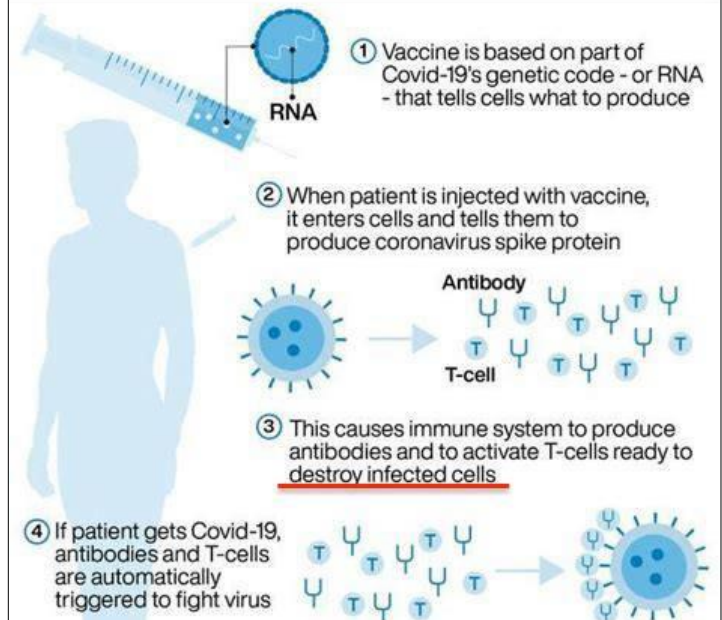 ① Vaccine is based on part of
Covid-19's genetic code - or RNA
- that tells cells what to produce
RNA
② When patient is injected with vaccine,
it enters cells and tells them to
produce coronavirus spike protein
Antibody
T T T T T T T
T-cell
③ This causes immune system to produce
antibodies and to activate T-cells ready to
destroy infected cells
④ If patient gets Covid-19,
antibodies and T-cells
are automatically
triggered to fight virus
T T T T T T